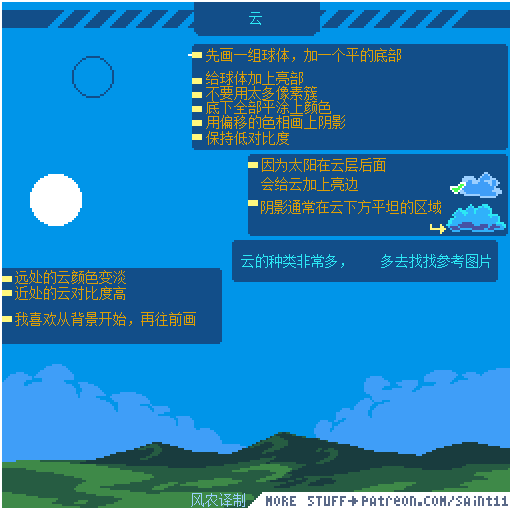 云
先画一组球体，加一个平的底部
给球体加上亮部
不要用太多像素簇
底下全部平涂上颜色
用偏移的色相画上阴影
保持低对比度
因为太阳在云层后面
会给云加上亮边
阴影通常在云下方平坦的区域
云的种类非常多， 多去找找参考图片
远处的云颜色变淡
近处的云对比度高
我喜欢从背景开始，再往前画
风农译制
MORE STUFF→PATREON.COM/SAINT11